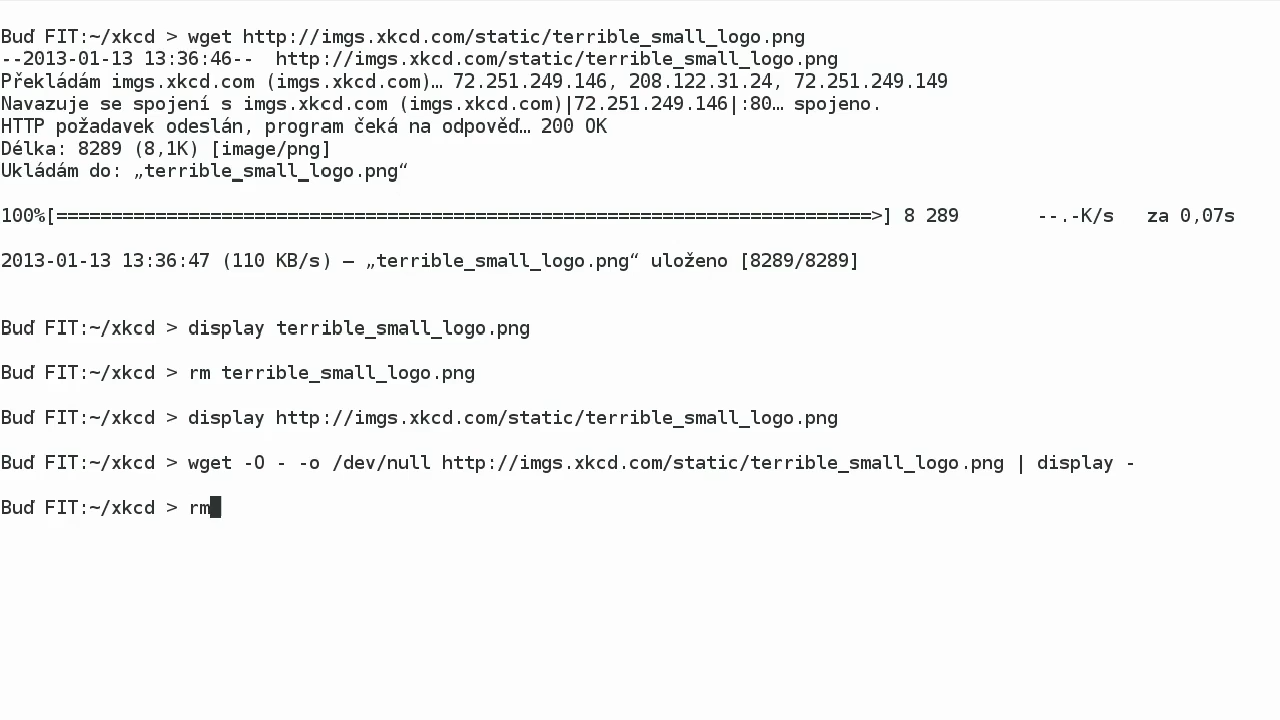 Buď FIT:~/xkcd > wget http://imgs.xkcd.com/static/terrible_small_logo.png
--2013-01-13 13:36:46--  http://imgs.xkcd.com/static/terrible_small_logo.png
Překládám imgs.xkcd.com (imgs.xkcd.com)… 72.251.249.146, 208.122.31.24, 72.251.249.149
Navazuje se spojení s imgs.xkcd.com (imgs.xkcd.com)|72.251.249.146|:80… spojeno.
HTTP požadavek odeslán, program čeká na odpověď… 200 OK
Délka: 8289 (8,1K) [image/png]
Ukládám do: „terrible_small_logo.png“
100%[==========================================================================>] 8 289       --.-K/s   za 0,07s
2013-01-13 13:36:47 (110 KB/s) – „terrible_small_logo.png“ uloženo [8289/8289]
Buď FIT:~/xkcd > display terrible_small_logo.png
Buď FIT:~/xkcd > rm terrible_small_logo.png
Buď FIT:~/xkcd > display http://imgs.xkcd.com/static/terrible_small_logo.png
Buď FIT:~/xkcd > wget -O - -o /dev/null http://imgs.xkcd.com/static/terrible_small_logo.png | display -
Buď FIT:~/xkcd > rm